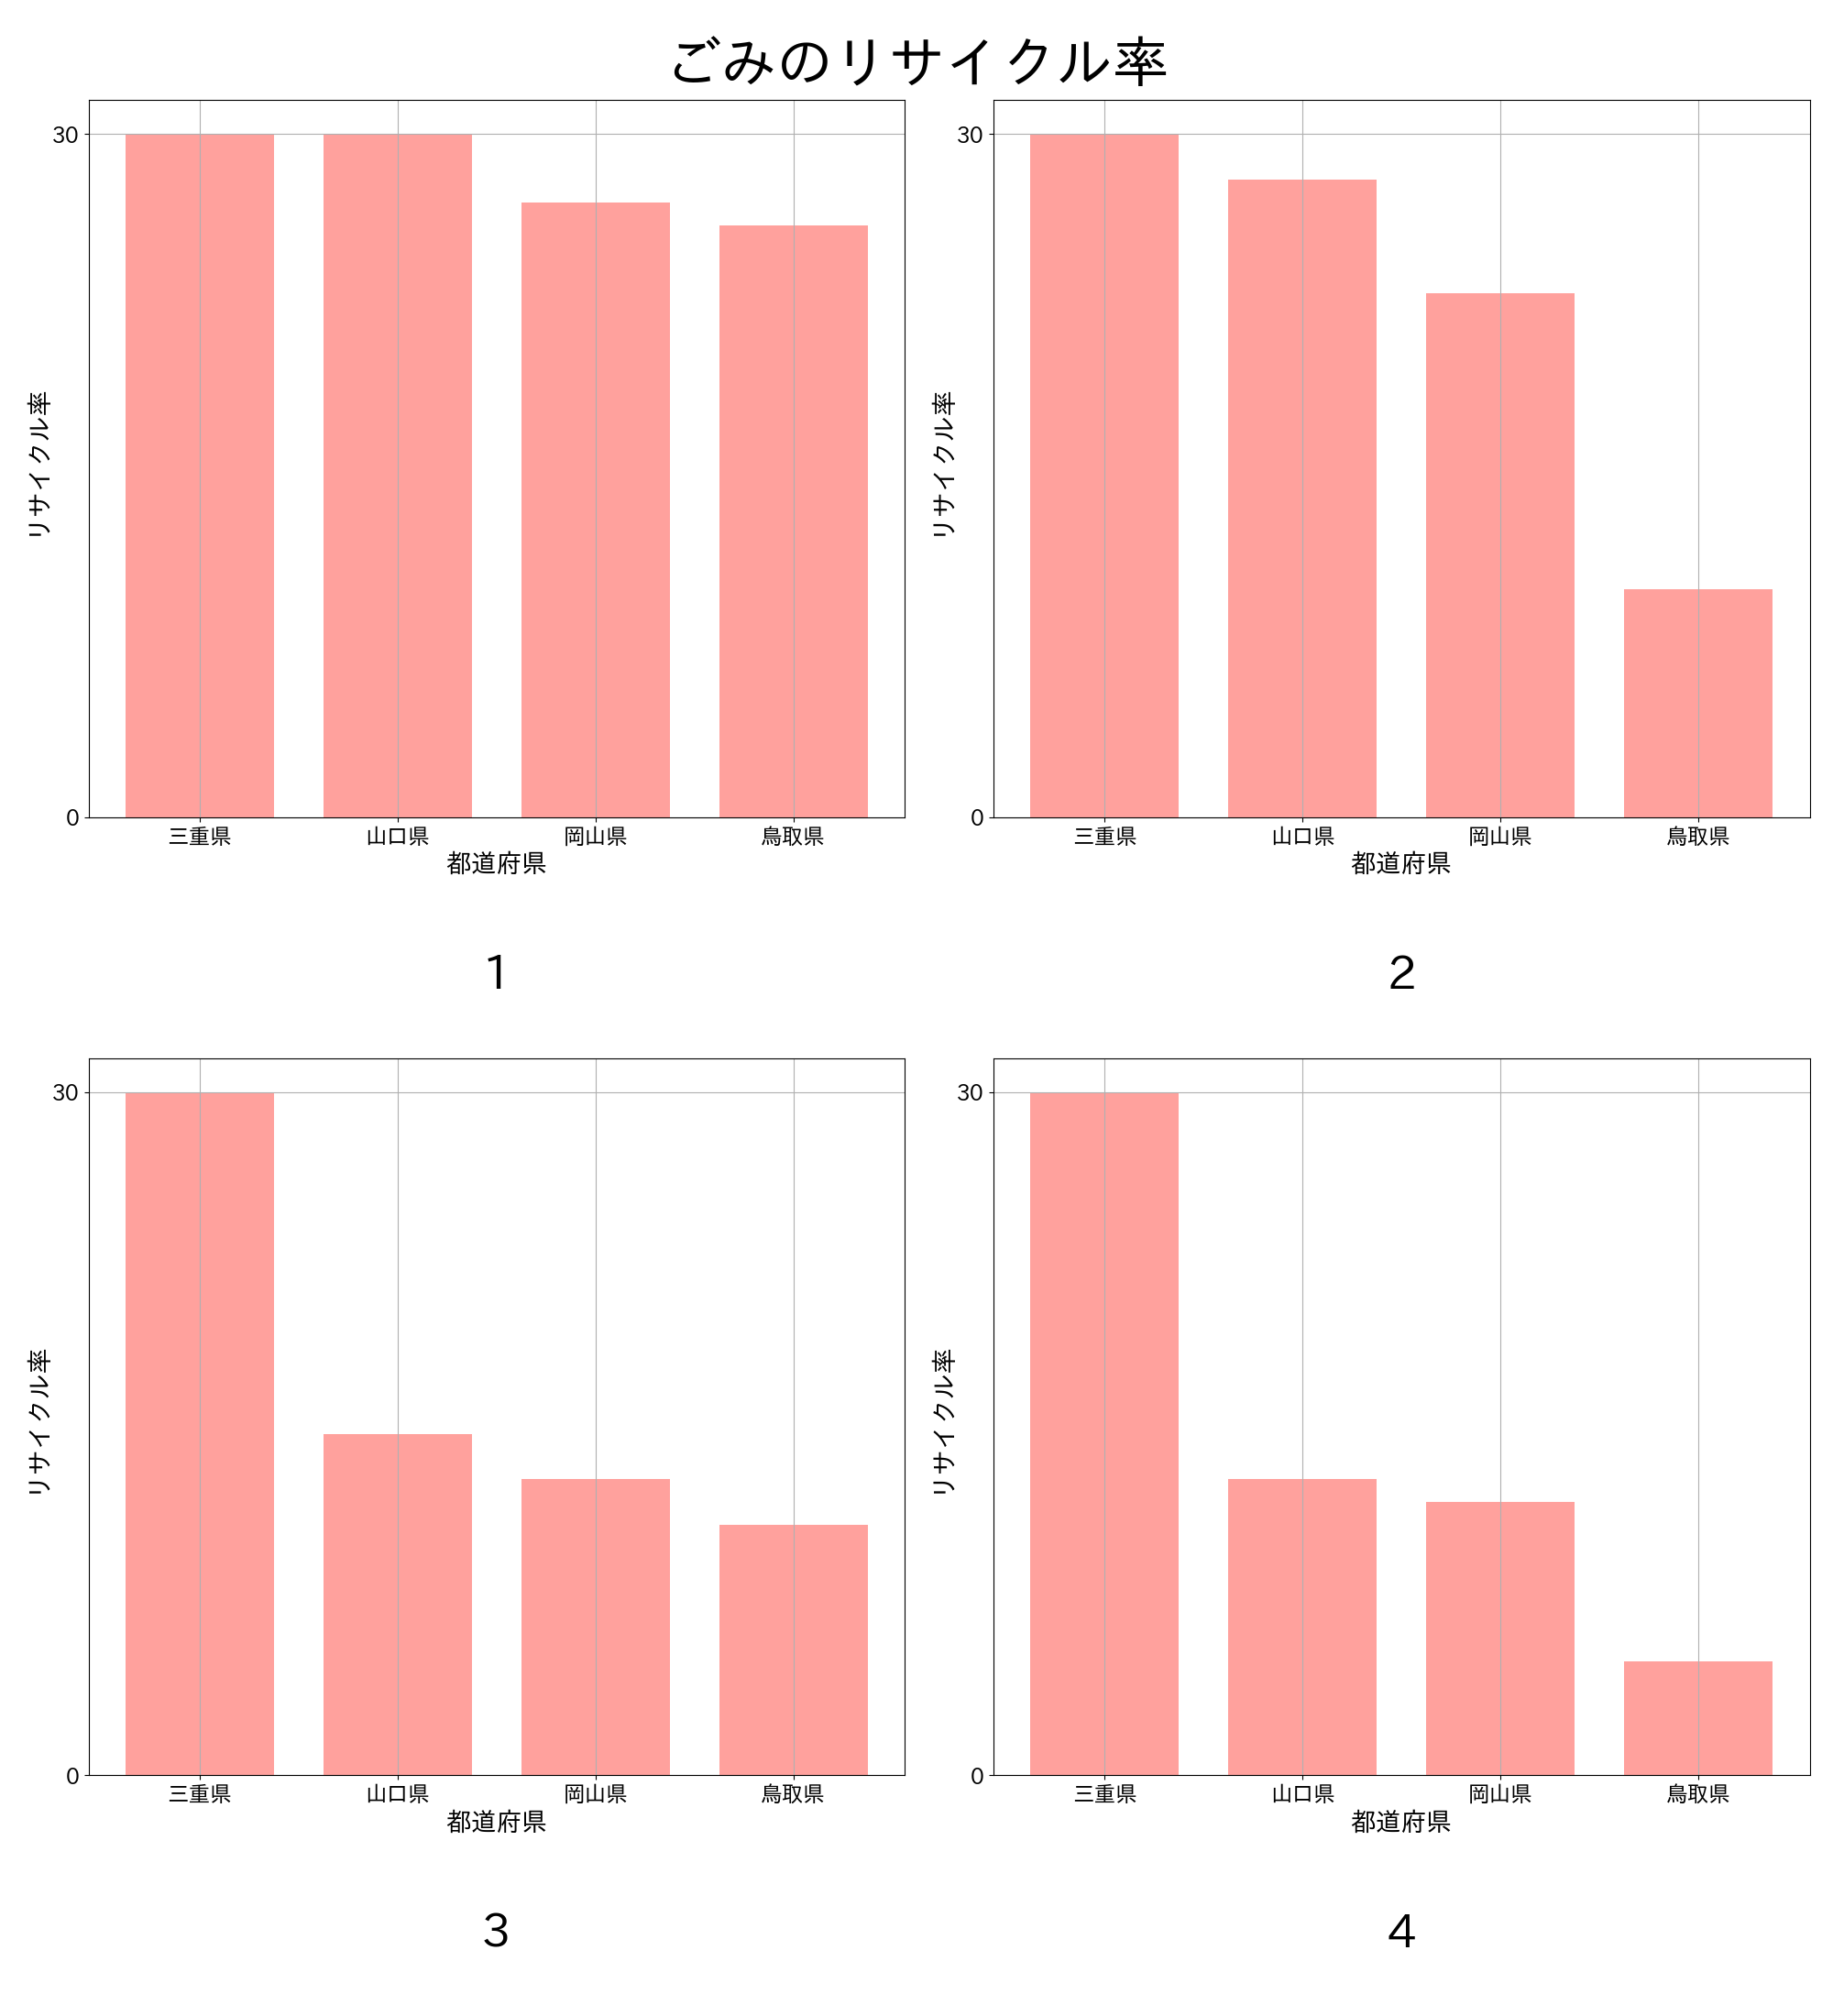 ごみのリサイクル率
30
0
リサイクル率
三重県 山口県 岡山県 鳥取県
都道府県
1
30
0
リサイクル率
三重県 山口県 岡山県 鳥取県
都道府県
2
30
0
リサイクル率
三重県 山口県 岡山県 鳥取県
都道府県
3
30
0
リサイクル率
三重県 山口県 岡山県 鳥取県
都道府県
4